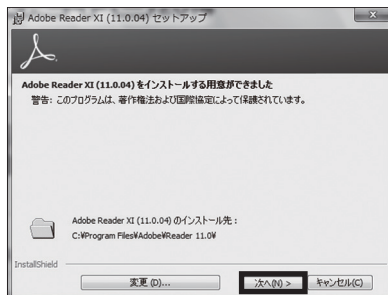 Adobe Reader XI (11.0.04) セットアップ
Adobe Reader XI (11.0.04) をインストールする用意ができました
警告: このプログラムは、著作権法および国際協定によって保護されています。
Adobe Reader XI (11.0.04) のインストール先 :
C:¥Program Files¥Adobe¥Reader 11.0¥
InstallShield
変更 (D)...
次へ(N) >
キャンセル(C)